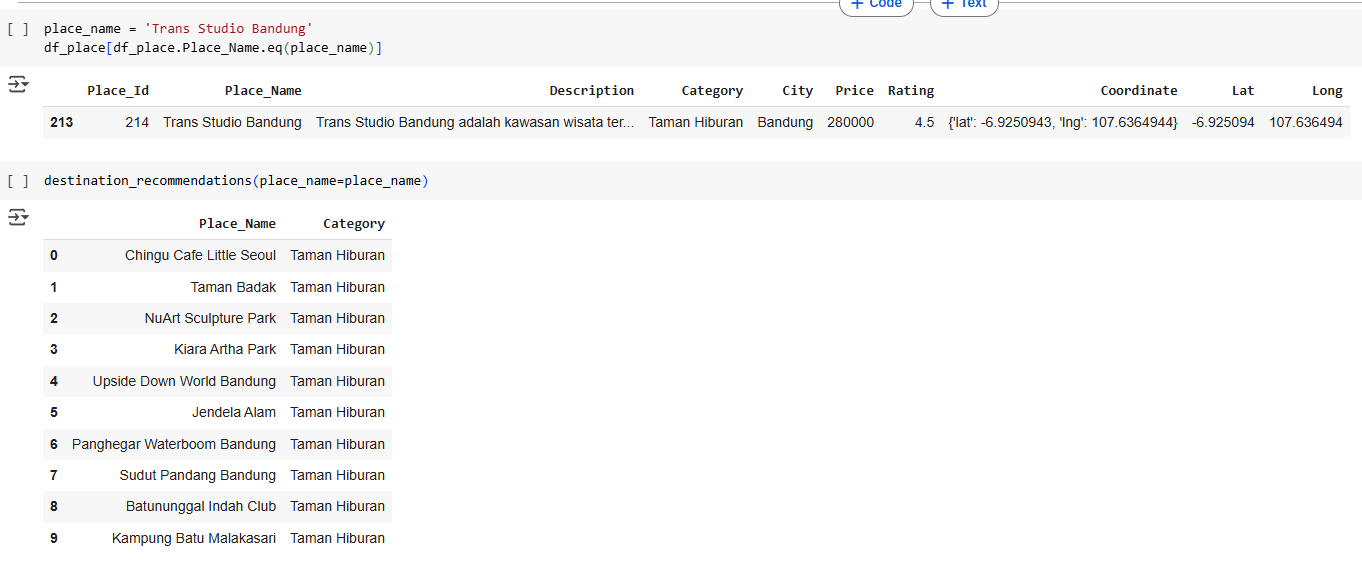 + Code + Text
[ ] place_name = 'Trans Studio Bandung'
df_place[df_place.Place_Name.eq(place_name)]
Place_Id Place_Name Description Category City Price Rating Coordinate Lat Long
213 214 Trans Studio Bandung Trans Studio Bandung adalah kawasan wisata ter... Taman Hiburan Bandung 280000 4.5 {'lat': -6.9250943, 'lng': 107.6364944} -6.925094 107.636494
[ ] destination_recommendations(place_name=place_name)
Place_Name Category
0 Chingu Cafe Little Seoul Taman Hiburan
1 Taman Badak Taman Hiburan
2 NuArt Sculpture Park Taman Hiburan
3 Kiara Artha Park Taman Hiburan
4 Upside Down World Bandung Taman Hiburan
5 Jendela Alam Taman Hiburan
6 Panghegar Waterboom Bandung Taman Hiburan
7 Sudut Pandang Bandung Taman Hiburan
8 Batununggal Indah Club Taman Hiburan
9 Kampung Batu Malakasari Taman Hiburan